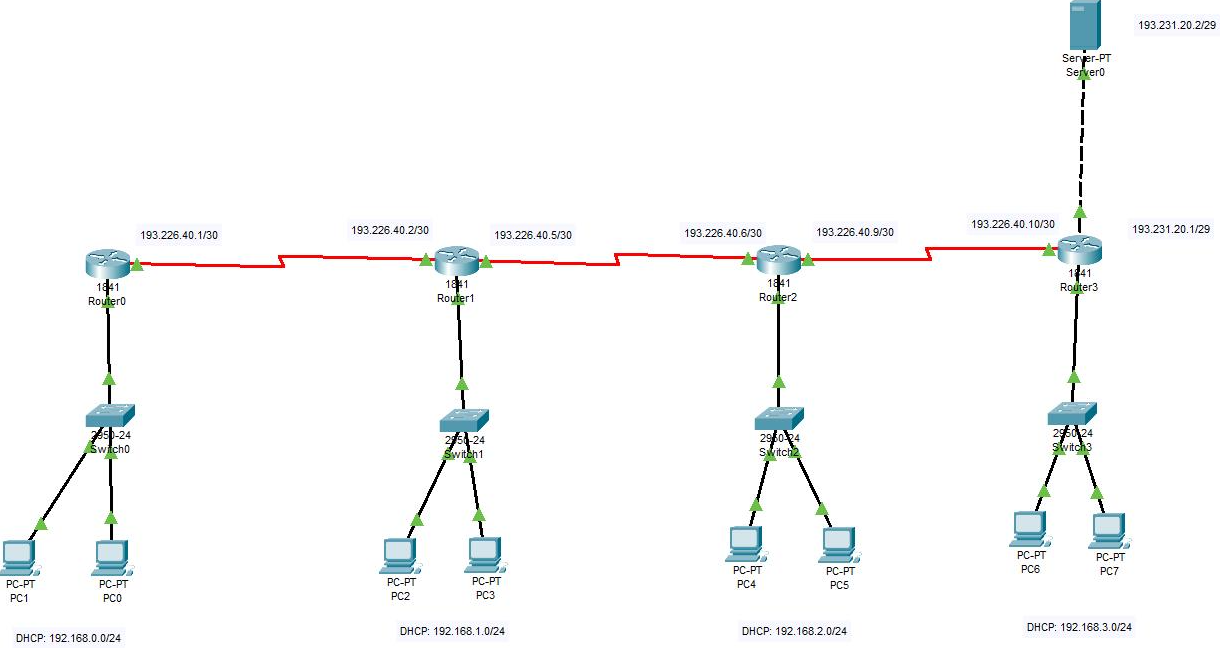 193.231.20.2/29
Server-PT
Server0
193.226.40.1/30
193.226.40.2/30
193.226.40.5/30
193.226.40.6/30
193.226.40.9/30
193.226.40.10/30
193.231.20.1/29
1841
Router0
1841
Router1
1841
Router2
1841
Router3
2950-24
Switch0
2950-24
Switch1
2950-24
Switch2
2950-24
Switch3
PC-PT
PC1
PC-PT
PC0
PC-PT
PC2
PC-PT
PC3
PC-PT
PC4
PC-PT
PC5
PC-PT
PC6
PC-PT
PC7
DHCP: 192.168.0.0/24
DHCP: 192.168.1.0/24
DHCP: 192.168.2.0/24
DHCP: 192.168.3.0/24